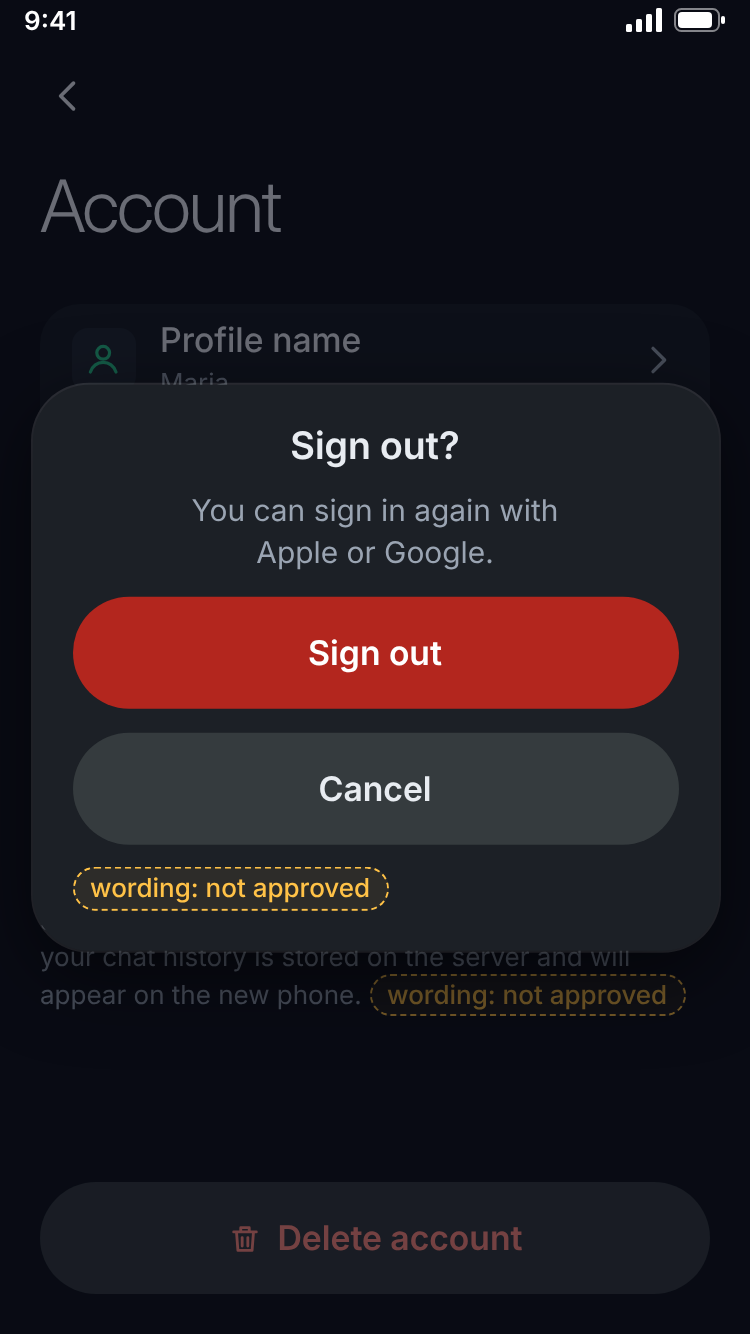 9:41
Account
Profile name
Maria
Sign out?
You can sign in again with
Apple or Google.
Sign out
Cancel
wording: not approved
your chat history is stored on the server and will
appear on the new phone. wording: not approved
Delete account